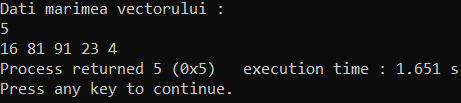 Dati marimea vectorului :
5
16 81 91 23 4
Process returned 5 (0x5)   execution time : 1.651 s
Press any key to continue.